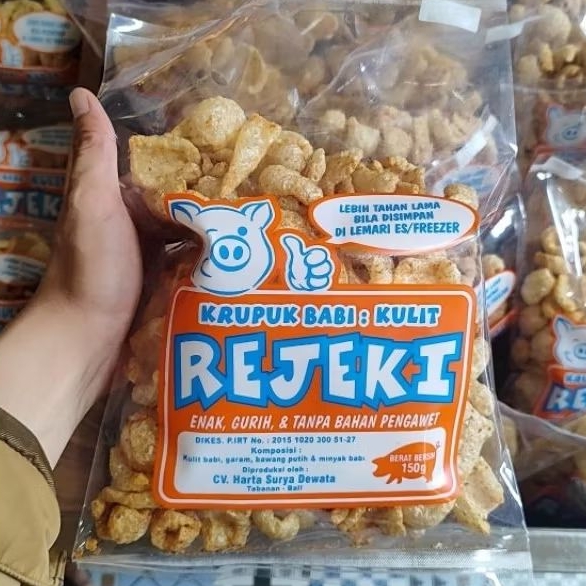 LEBIH TAHAN LAMA
BILA DISIMPAN
DI LEMARI ES/FREEZER
KRUPUK BABI : KULIT
REJEKI
ENAK, GURIH, & TANPA BAHAN PENGAWET
DIKES. P.IRT No. : 2015 1020 300 51-27
Komposisi :
Kulit babi, garam, bawang putih & minyak babi
Diproduksi oleh :
CV. Harta Surya Dewata
Tabanan - Bali
BERAT BERSIH
150g
REJEKI
RE